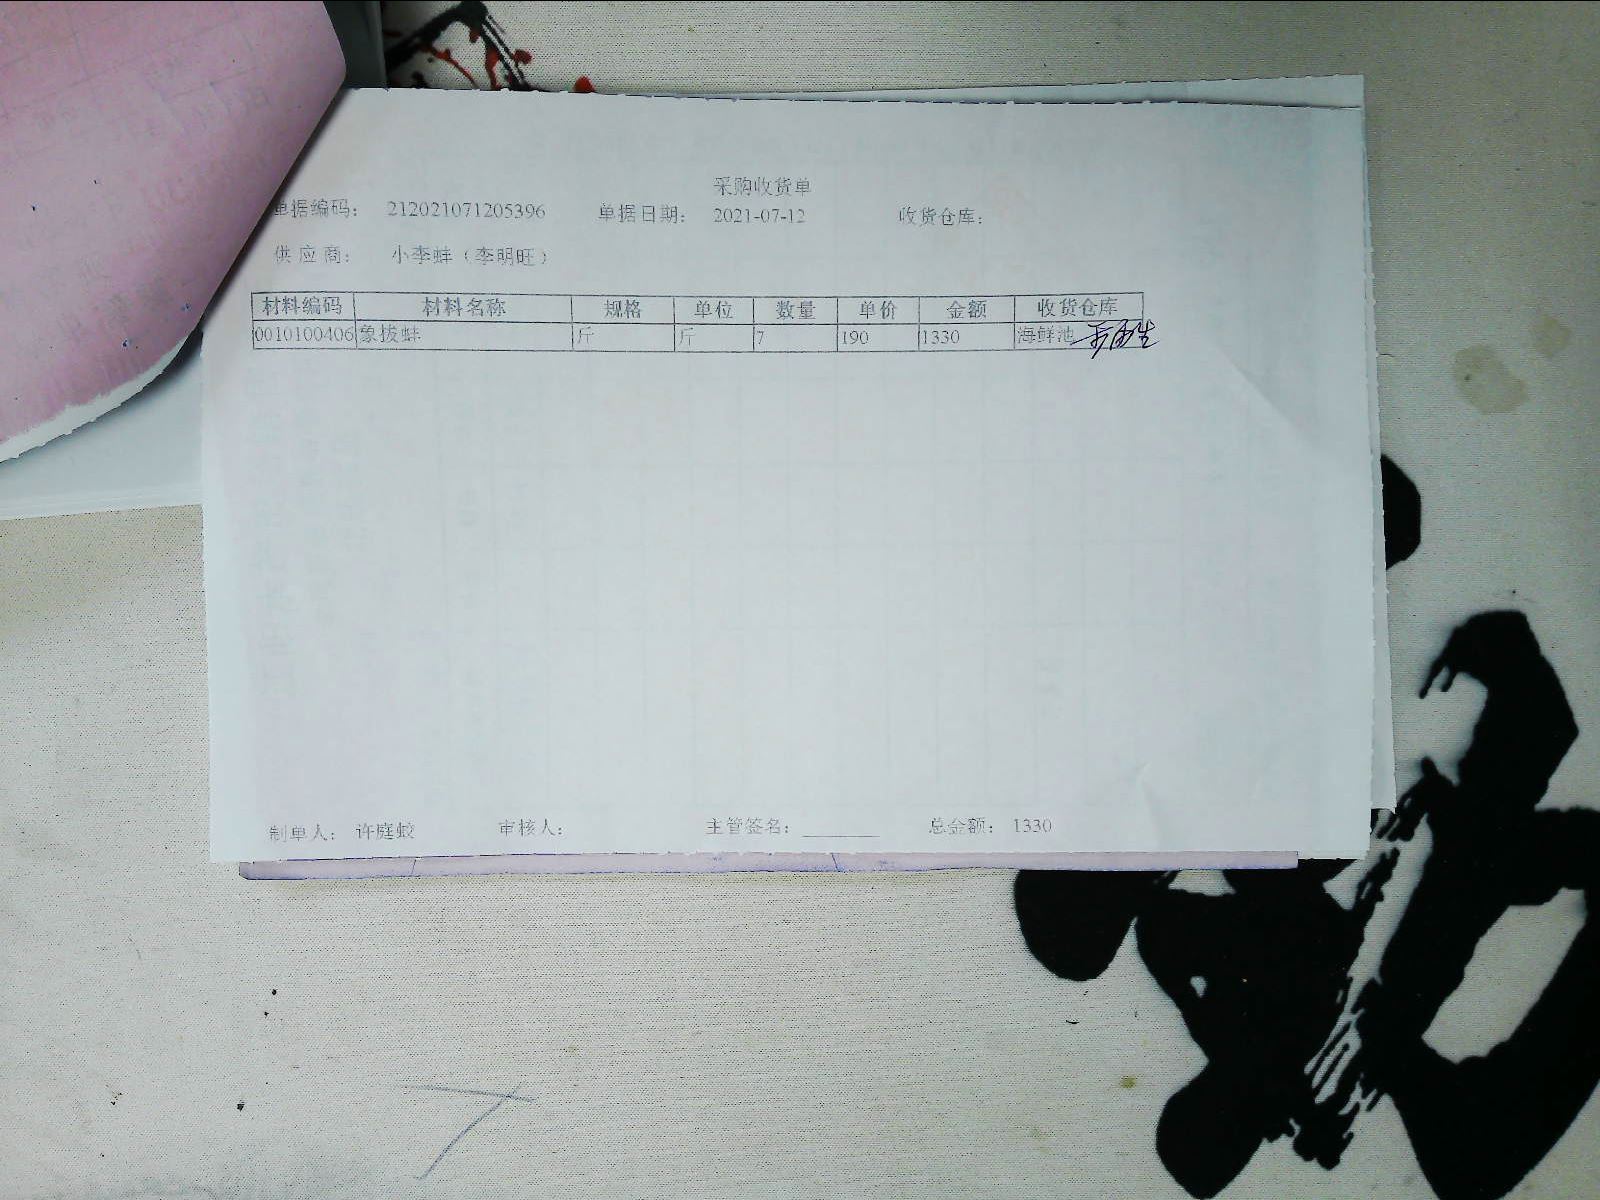 采购收货单
单据编码： 212021071205396 单据日期： 2021-07-12 收货仓库：
供应商： 小李蚌（李明旺）
材料编码 材料名称 规格 单位 数量 单价 金额 收货仓库
0010100406 象拔蚌 斤 斤 7 190 1330 海鲜池
制单人： 许庭蛟 审核人： 主管签名： 总金额： 1330